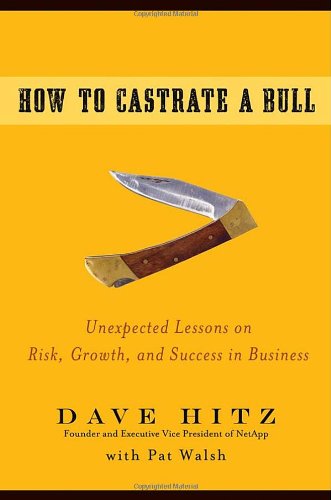 HOW TO CASTRATE A BULL
Unexpected Lessons on
Risk, Growth, and Success in Business
DAVE HITZ
Founder and Executive Vice President of NetApp
with Pat Walsh